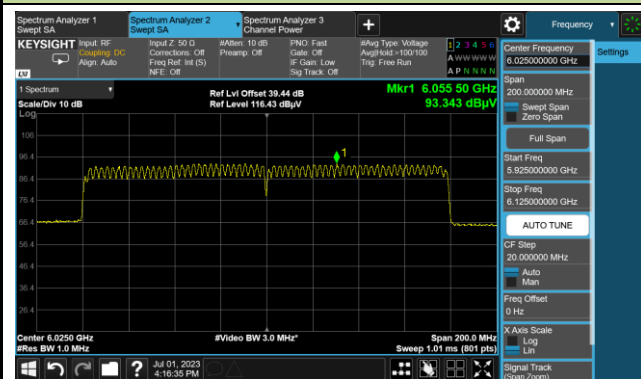 Spectrum Analyzer 1
Swept SA
Spectrum Analyzer 2
Swept SA
Spectrum Analyzer 3
Channel Power
+
Frequency
KEYSIGHT
Input: RF
Coupling: DC
Align: Auto
Input Z: 50 Ω
Corrections: Off
Freq Ref: Int (S)
NFE: Off
#Atten: 10 dB
Preamp: Off
PNO: Fast
Gate: Off
IF Gain: Low
Sig Track: Off
#Avg Type: Voltage
Avg|Hold:>100/100
Trig: Free Run
1 2 3 4 5 6
A W W W W W
A P N N N N
LXI
1 Spectrum
Scale/Div 10 dB
Log
Ref Lvl Offset 39.44 dB
Ref Level 116.43 dBµV
Mkr1 6.055 50 GHz
93.343 dBµV
106
96.4
86.4
76.4
66.4
56.4
46.4
36.4
26.4
1
Center 6.0250 GHz
#Res BW 1.0 MHz
#Video BW 3.0 MHz*
Span 200.0 MHz
Sweep 1.01 ms (801 pts)
Jul 01, 2023
4:16:35 PM
?
Center Frequency
6.025000000 GHz
Settings
Span
200.000000 MHz
Swept Span
Zero Span
Full Span
Start Freq
5.925000000 GHz
Stop Freq
6.125000000 GHz
AUTO TUNE
CF Step
20.000000 MHz
Auto
Man
Freq Offset
0 Hz
X Axis Scale
Log
Lin
Signal Track
(Span Zoom)